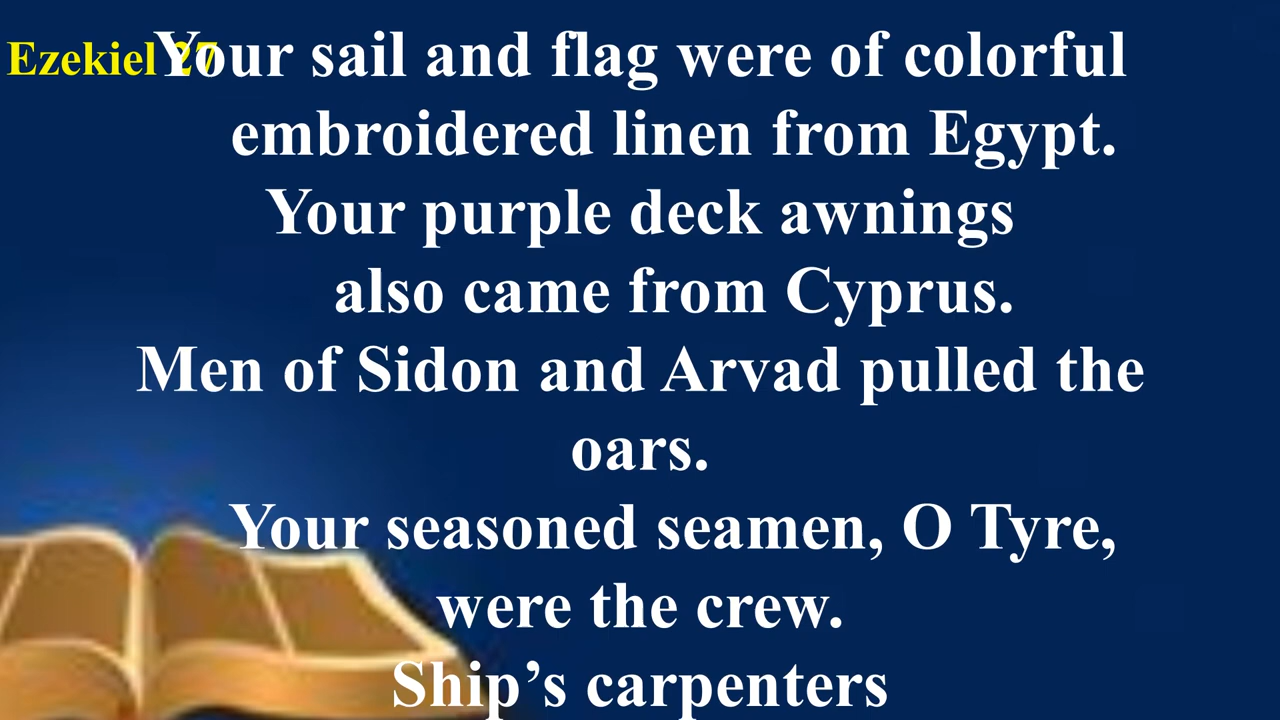 Ezekiel 27
Your sail and flag were of colorful
embroidered linen from Egypt.
Your purple deck awnings
also came from Cyprus.
Men of Sidon and Arvad pulled the
oars.
Your seasoned seamen, O Tyre,
were the crew.
Ship’s carpenters